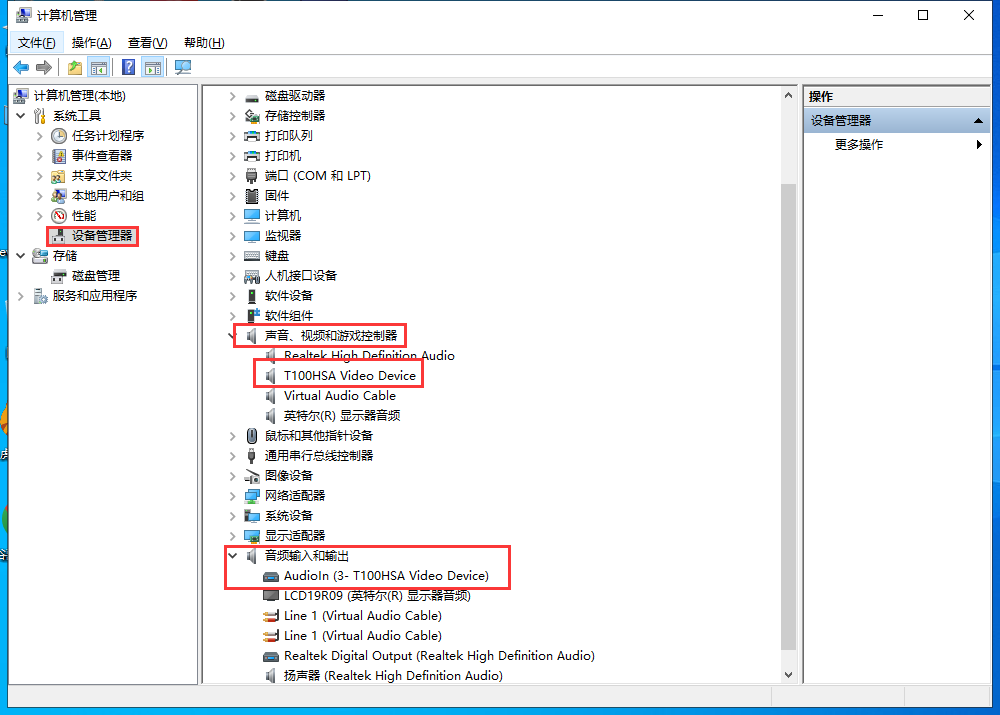 计算机管理
文件(F) 操作(A) 查看(V) 帮助(H)
计算机管理(本地)
系统工具
任务计划程序
事件查看器
共享文件夹
本地用户和组
性能
设备管理器
存储
磁盘管理
服务和应用程序
磁盘驱动器
存储控制器
打印队列
打印机
端口 (COM 和 LPT)
固件
计算机
监视器
键盘
人机接口设备
软件设备
软件组件
声音、视频和游戏控制器
Realtek High Definition Audio
T100HSA Video Device
Virtual Audio Cable
英特尔(R) 显示器音频
鼠标和其他指针设备
通用串行总线控制器
图像设备
网络适配器
系统设备
显示适配器
音频输入和输出
AudioIn (3- T100HSA Video Device)
LCD19R09 (英特尔(R) 显示器音频)
Line 1 (Virtual Audio Cable)
Line 1 (Virtual Audio Cable)
Realtek Digital Output (Realtek High Definition Audio)
扬声器 (Realtek High Definition Audio)
操作
设备管理器
更多操作